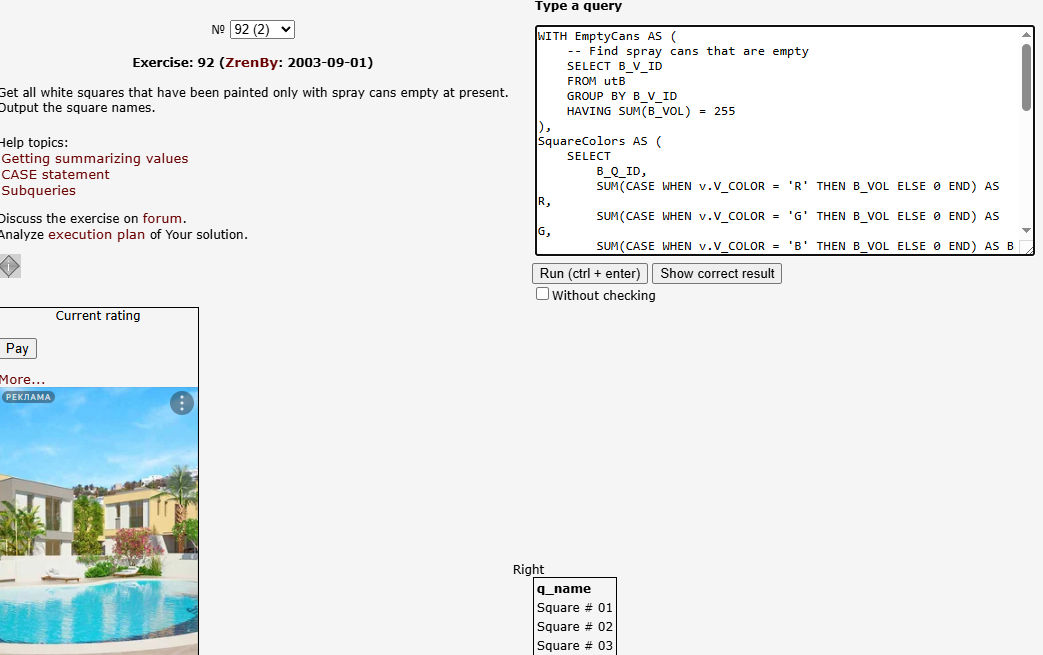 № 92 (2)
Exercise: 92 (ZrenBy: 2003-09-01)
Get all white squares that have been painted only with spray cans empty at present.
Output the square names.
Help topics:
Getting summarizing values
CASE statement
Subqueries
Discuss the exercise on forum.
Analyze execution plan of Your solution.
Current rating
Pay
More...
РЕКЛАМА
Type a query
WITH EmptyCans AS (
    -- Find spray cans that are empty
    SELECT B_V_ID
    FROM utB
    GROUP BY B_V_ID
    HAVING SUM(B_VOL) = 255
),
SquareColors AS (
    SELECT
        B_Q_ID,
        SUM(CASE WHEN v.V_COLOR = 'R' THEN B_VOL ELSE 0 END) AS
R,
        SUM(CASE WHEN v.V_COLOR = 'G' THEN B_VOL ELSE 0 END) AS
G,
        SUM(CASE WHEN v.V_COLOR = 'B' THEN B_VOL ELSE 0 END) AS B
Run (ctrl + enter) Show correct result
Without checking
Right
q_name
Square # 01
Square # 02
Square # 03